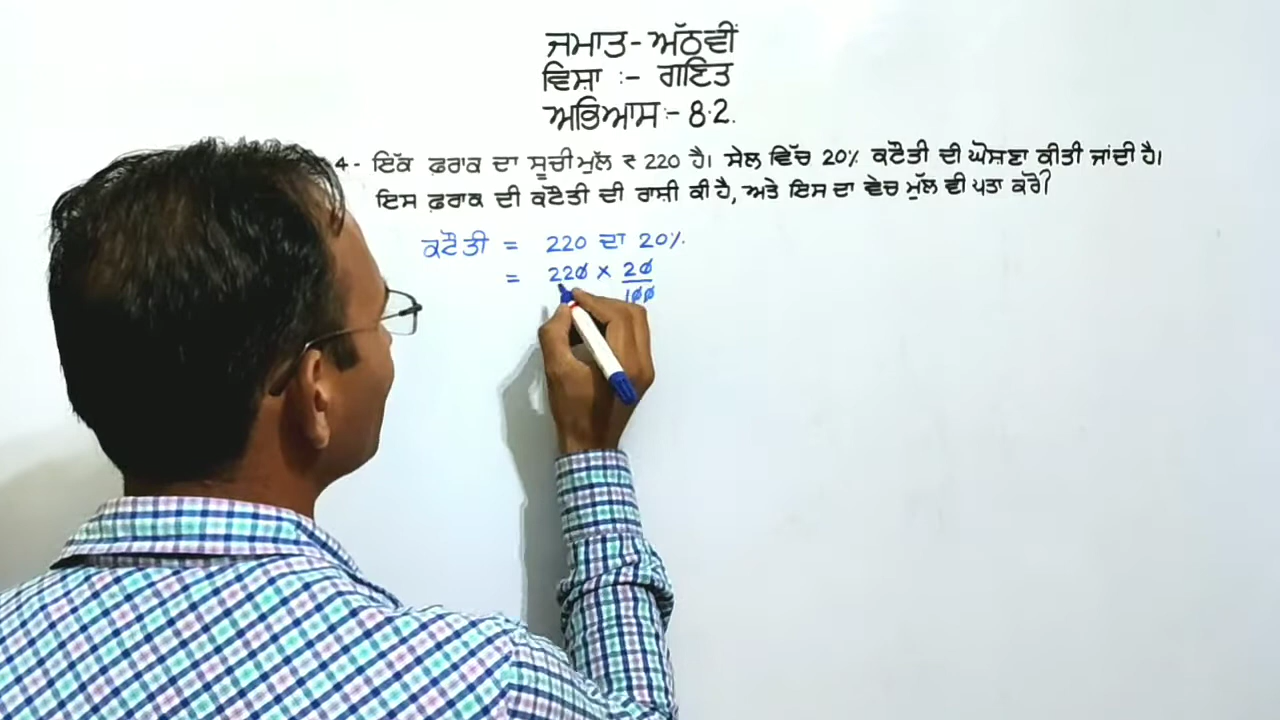 ਜਮਾਤ - ਅੱਠਵੀਂ
ਵਿਸ਼ਾ :- ਗਣਿਤ
ਅਭਿਆਸ :- 8.2.
4 - ਇੱਕ ਫ਼ਰਾਕ ਦਾ ਸੂਚੀ ਮੁੱਲ ₹ 220 ਹੈ। ਸੇਲ ਵਿੱਚ 20% ਕਟੌਤੀ ਦੀ ਘੋਸ਼ਣਾ ਕੀਤੀ ਜਾਂਦੀ ਹੈ।
ਇਸ ਫ਼ਰਾਕ ਦੀ ਕਟੌਤੀ ਦੀ ਰਾਸ਼ੀ ਕੀ ਹੈ, ਅਤੇ ਇਸ ਦਾ ਵੇਚ ਮੁੱਲ ਵੀ ਪਤਾ ਕਰੋ?
ਕਟੌਤੀ = 220 ਦਾ 20%.
= 220 × 20/100